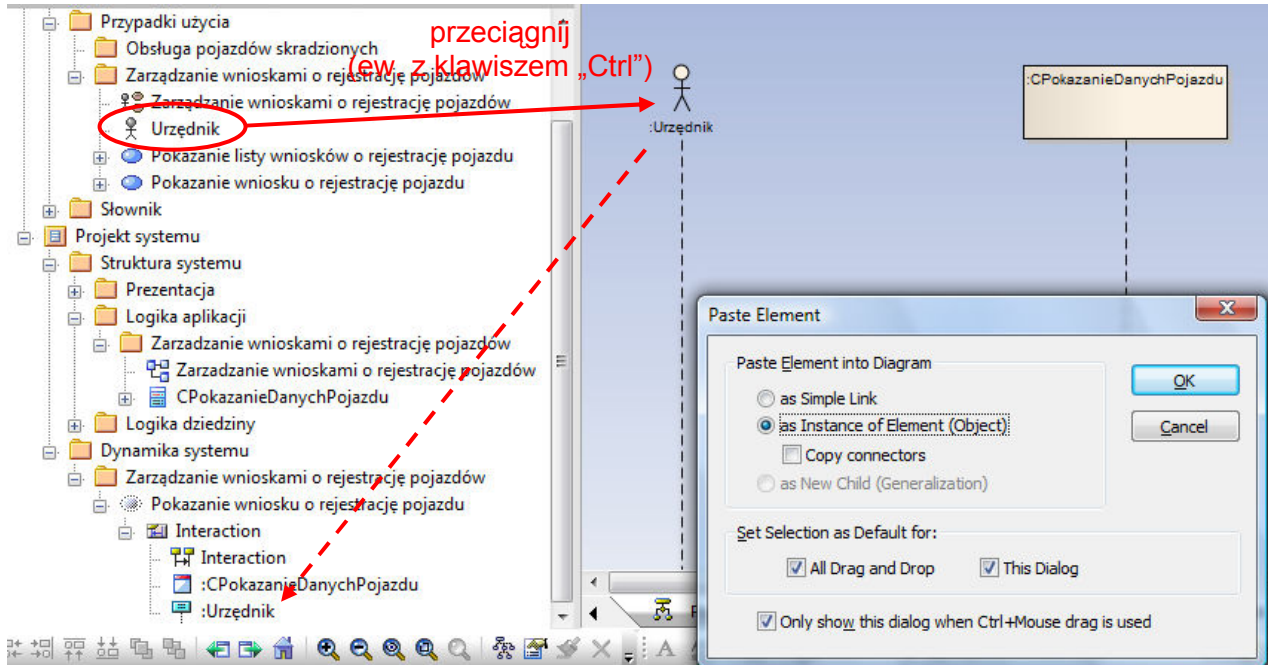 Przypadki użycia
Obsługa pojazdów skradzionych
Zarządzanie wnioskami o rejestrację pojazdów
Zarządzanie wnioskami o rejestrację pojazdów
Urzędnik
Pokazanie listy wniosków o rejestrację pojazdu
Pokazanie wniosku o rejestrację pojazdu
Słownik
Projekt systemu
Struktura systemu
Prezentacja
Logika aplikacji
Zarzadzanie wnioskami o rejestrację pojazdów
Zarzadzanie wnioskami o rejestrację pojazdów
CPokazanieDanychPojazdu
Logika dziedziny
Dynamika systemu
Zarządzanie wnioskami o rejestrację pojazdów
Pokazanie wniosku o rejestrację pojazdu
Interaction
Interaction
:CPokazanieDanychPojazdu
:Urzędnik
przeciągnij
(ew. z klawiszem „Ctrl”)
:Urzędnik
:CPokazanieDanychPojazdu
Paste Element
Paste Element into Diagram
as Simple Link
as Instance of Element (Object)
Copy connectors
as New Child (Generalization)
OK
Cancel
Set Selection as Default for:
All Drag and Drop
This Dialog
Only show this dialog when Ctrl+Mouse drag is used